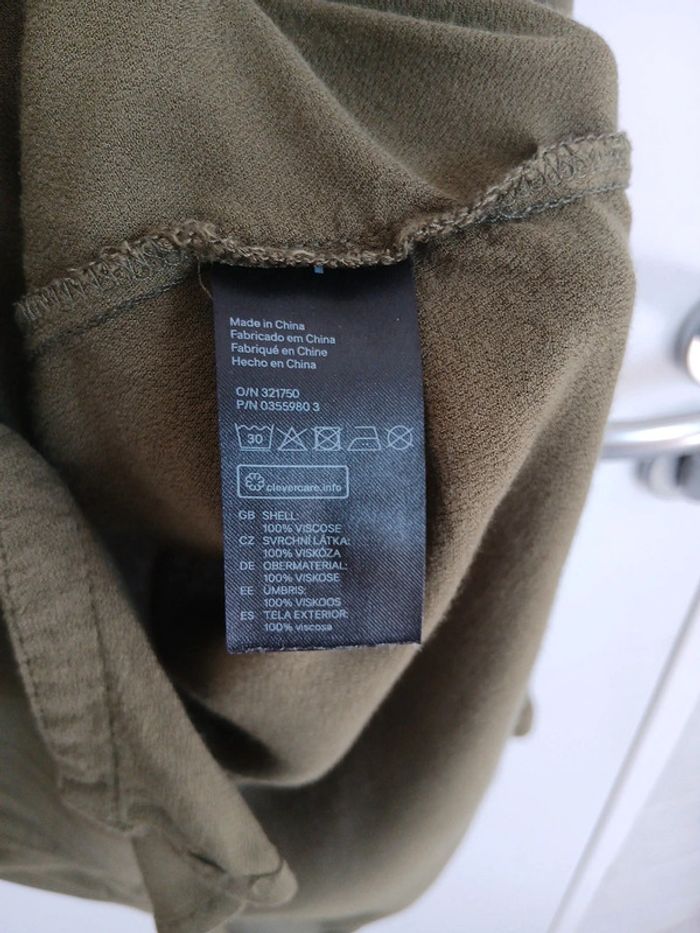 Made in China
Fabricado em China
Fabriqué en Chine
Hecho en China
O/N 321750
P/N 0355980 3
30
clevercare.info
GB SHELL:
100% VISCOSE
CZ SVRCHNÍ LÁTKA:
100% VISKÓZA
DE OBERMATERIAL:
100% VISKOSE
EE ÜMBRIS:
100% VISKOOS
ES TELA EXTERIOR:
100% viscosa